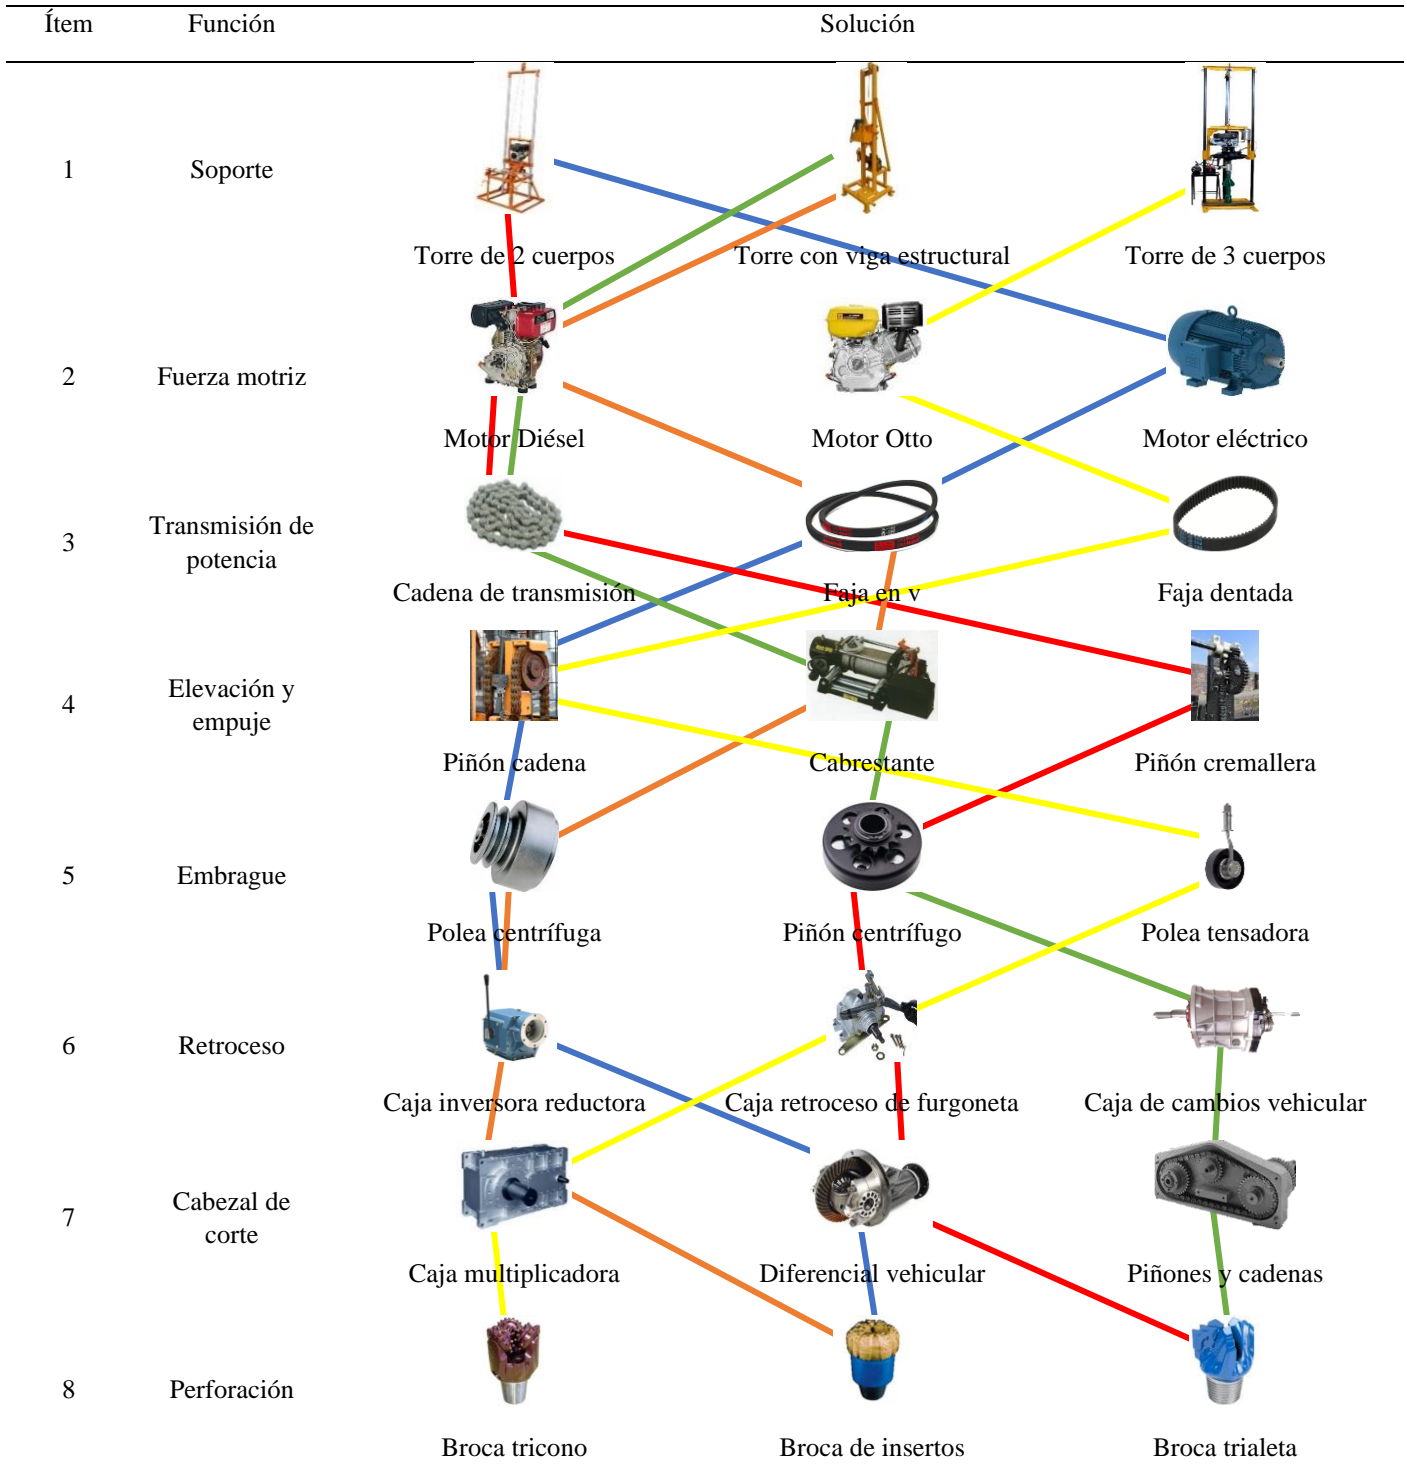 Ítem Función Solución
1 Soporte
Torre de 2 cuerpos Torre con viga estructural Torre de 3 cuerpos
2 Fuerza motriz
Motor Diésel Motor Otto Motor eléctrico
3 Transmisión de
potencia
Cadena de transmisión Faja en v Faja dentada
4 Elevación y
empuje
Piñón cadena Cabrestante Piñón cremallera
5 Embrague
Polea centrífuga Piñón centrífugo Polea tensadora
6 Retroceso
Caja inversora reductora Caja retroceso de furgoneta Caja de cambios vehicular
7 Cabezal de
corte
Caja multiplicadora Diferencial vehicular Piñones y cadenas
8 Perforación
Broca tricono Broca de insertos Broca trialeta